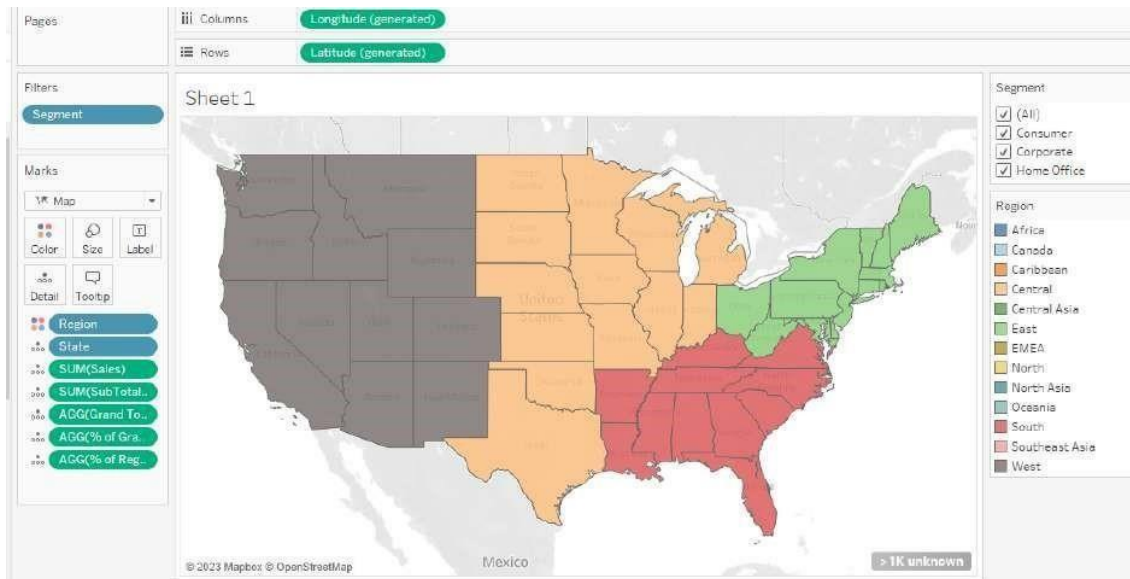 Pages
iii Columns
Longitude (generated)
Rows
Latitude (generated)
Filters
Segment
Sheet 1
Marks
Map
Color
Size
Label
Detail
Tooltip
Region
State
SUM(Sales)
SUM(SubTotal..
AGG(Grand To..
AGG(% of Gra..
AGG(% of Reg..
United
States
Mexico
© 2023 Mapbox © OpenStreetMap
>1K unknown
Segment
(All)
Consumer
Corporate
Home Office
Region
Africa
Canada
Caribbean
Central
Central Asia
East
EMEA
North
North Asia
Oceania
South
Southeast Asia
West